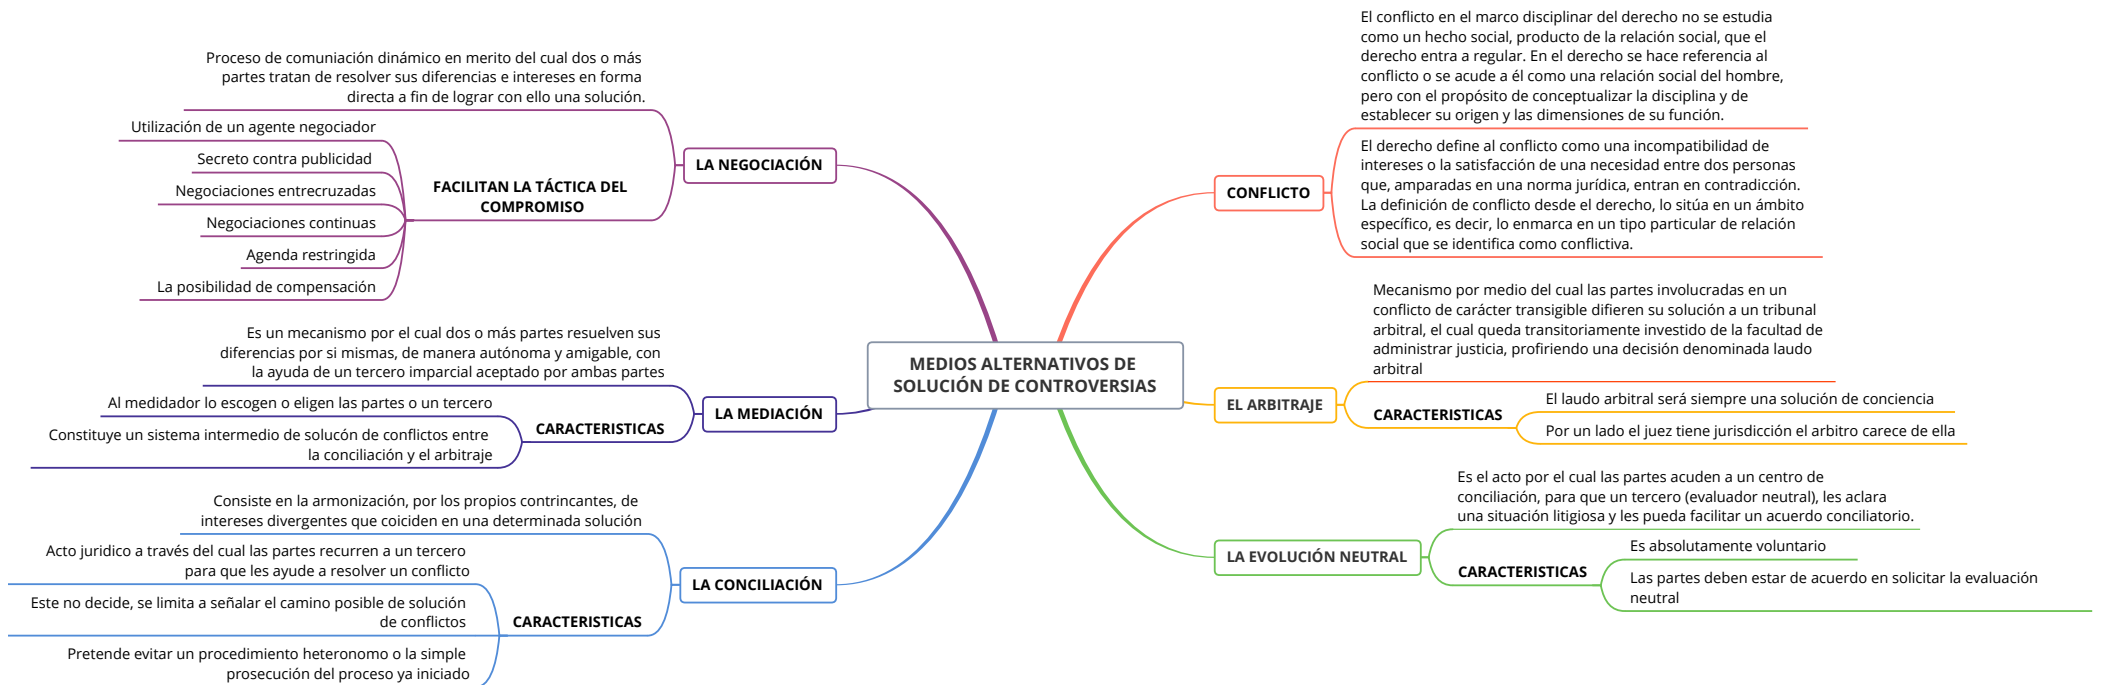 MEDIOS ALTERNATIVOS DE
SOLUCIÓN DE CONTROVERSIAS
LA NEGOCIACIÓN
Proceso de comuniación dinámico en merito del cual dos o más
partes tratan de resolver sus diferencias e intereses en forma
directa a fin de lograr con ello una solución.
FACILITAN LA TÁCTICA DEL
COMPROMISO
Utilización de un agente negociador
Secreto contra publicidad
Negociaciones entrecruzadas
Negociaciones continuas
Agenda restringida
La posibilidad de compensación
LA MEDIACIÓN
Es un mecanismo por el cual dos o más partes resuelven sus
diferencias por si mismas, de manera autónoma y amigable, con
la ayuda de un tercero imparcial aceptado por ambas partes
CARACTERISTICAS
Al medidador lo escogen o eligen las partes o un tercero
Constituye un sistema intermedio de solucón de conflictos entre
la conciliación y el arbitraje
LA CONCILIACIÓN
Consiste en la armonización, por los propios contrincantes, de
intereses divergentes que coiciden en una determinada solución
CARACTERISTICAS
Acto juridico a través del cual las partes recurren a un tercero
para que les ayude a resolver un conflicto
Este no decide, se limita a señalar el camino posible de solución
de conflictos
Pretende evitar un procedimiento heteronomo o la simple
prosecución del proceso ya iniciado
CONFLICTO
El conflicto en el marco disciplinar del derecho no se estudia
como un hecho social, producto de la relación social, que el
derecho entra a regular. En el derecho se hace referencia al
conflicto o se acude a él como una relación social del hombre,
pero con el propósito de conceptualizar la disciplina y de
establecer su origen y las dimensiones de su función.
El derecho define al conflicto como una incompatibilidad de
intereses o la satisfacción de una necesidad entre dos personas
que, amparadas en una norma jurídica, entran en contradicción.
La definición de conflicto desde el derecho, lo sitúa en un ámbito
específico, es decir, lo enmarca en un tipo particular de relación
social que se identifica como conflictiva.
EL ARBITRAJE
Mecanismo por medio del cual las partes involucradas en un
conflicto de carácter transigible difieren su solución a un tribunal
arbitral, el cual queda transitoriamente investido de la facultad de
administrar justicia, profiriendo una decisión denominada laudo
arbitral
CARACTERISTICAS
El laudo arbitral será siempre una solución de conciencia
Por un lado el juez tiene jurisdicción el arbitro carece de ella
LA EVOLUCIÓN NEUTRAL
Es el acto por el cual las partes acuden a un centro de
conciliación, para que un tercero (evaluador neutral), les aclara
una situación litigiosa y les pueda facilitar un acuerdo conciliatorio.
CARACTERISTICAS
Es absolutamente voluntario
Las partes deben estar de acuerdo en solicitar la evaluación
neutral